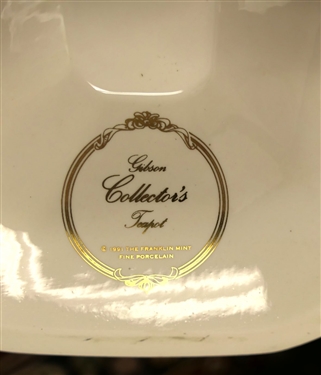 Gibson
Collector's
Teapot
© 1991 THE FRANKLIN MINT
FINE PORCELAIN